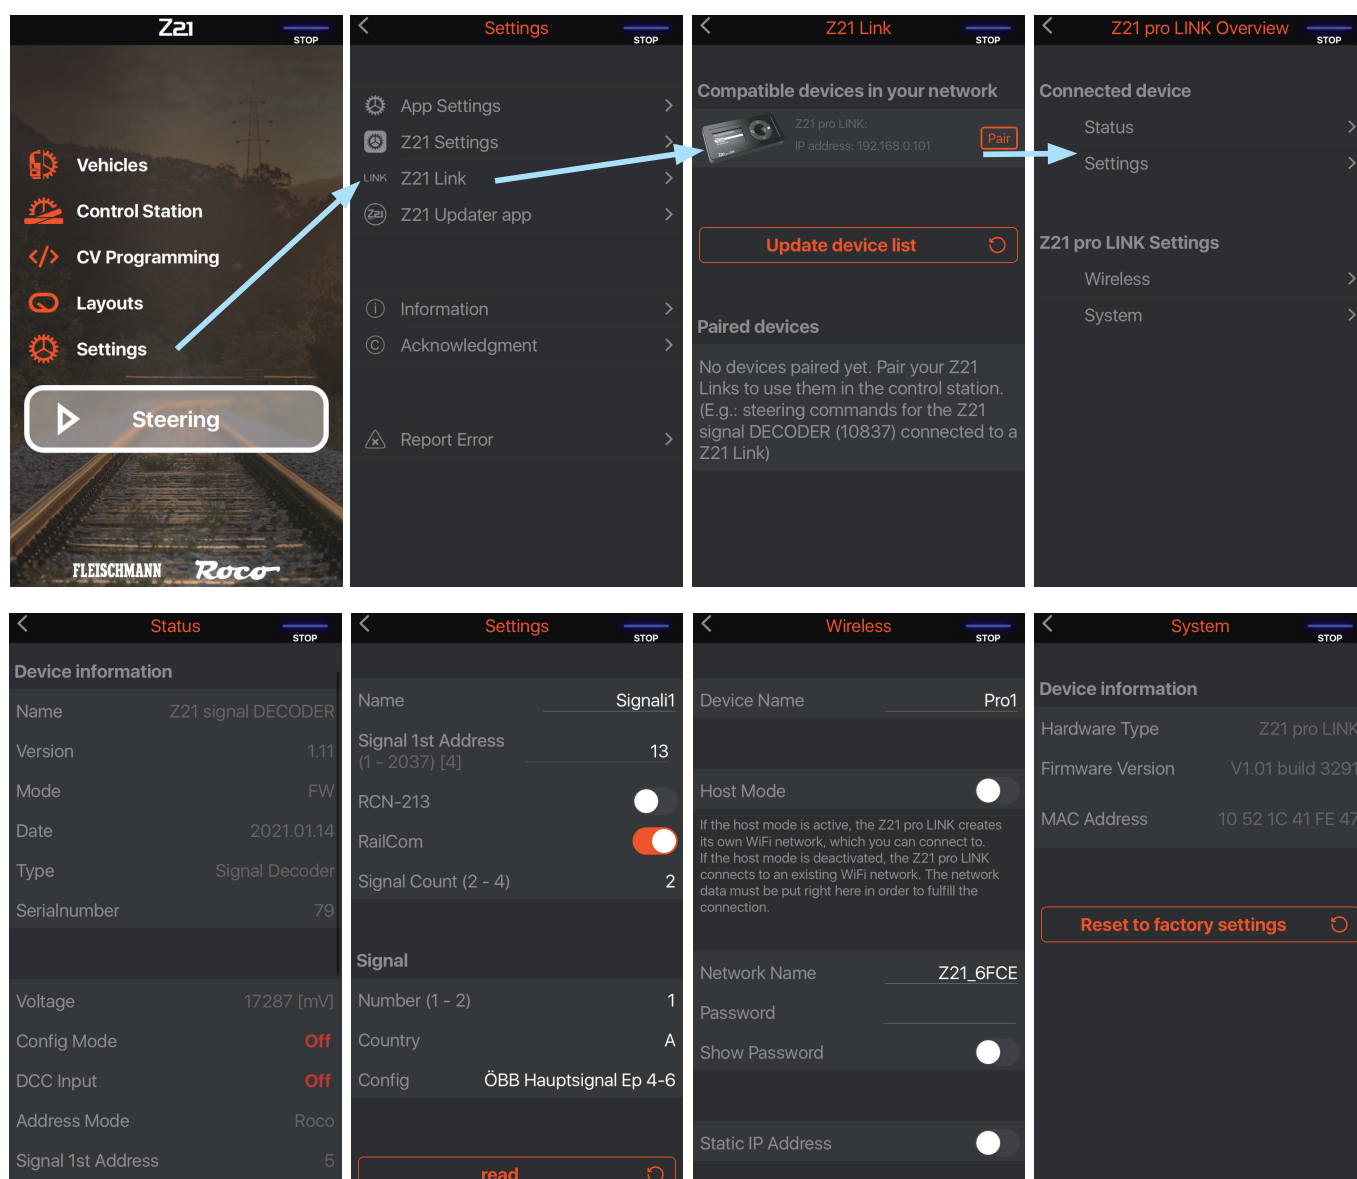 Z21
STOP
Vehicles
Control Station
CV Programming
Layouts
Settings
Steering
FLEISCHMANN Roco
Settings
STOP
App Settings
Z21 Settings
LINK Z21 Link
Z21 Z21 Updater app
Information
Acknowledgment
Report Error
Z21 Link
STOP
Compatible devices in your network
Z21 pro LINK:
IP address: 192.168.0.101
Pair
Update device list
Paired devices
No devices paired yet. Pair your Z21
Links to use them in the control station.
(E.g.: steering commands for the Z21
signal DECODER (10837) connected to a
Z21 Link)
Z21 pro LINK Overview
STOP
Connected device
Status
Settings
Z21 pro LINK Settings
Wireless
System
Status
STOP
Device information
Name Z21 signal DECODER
Version 1.11
Mode FW
Date 2021.01.14
Type Signal Decoder
Serialnumber 79
Voltage 17287 [mV]
Config Mode Off
DCC Input Off
Address Mode Roco
Signal 1st Address 5
Settings
STOP
Name Signali1
Signal 1st Address
(1 - 2037) [4] 13
RCN-213
RailCom
Signal Count (2 - 4) 2
Signal
Number (1 - 2) 1
Country A
Config ÖBB Hauptsignal Ep 4-6
read
Wireless
STOP
Device Name Pro1
Host Mode
If the host mode is active, the Z21 pro LINK creates
its own WiFi network, which you can connect to.
If the host mode is deactivated, the Z21 pro LINK
connects to an existing WiFi network. The network
data must be put right here in order to fulfill the
connection.
Network Name Z21_6FCE
Password
Show Password
Static IP Address
System
STOP
Device information
Hardware Type Z21 pro LINK
Firmware Version V1.01 build 3291
MAC Address 10 52 1C 41 FE 47
Reset to factory settings